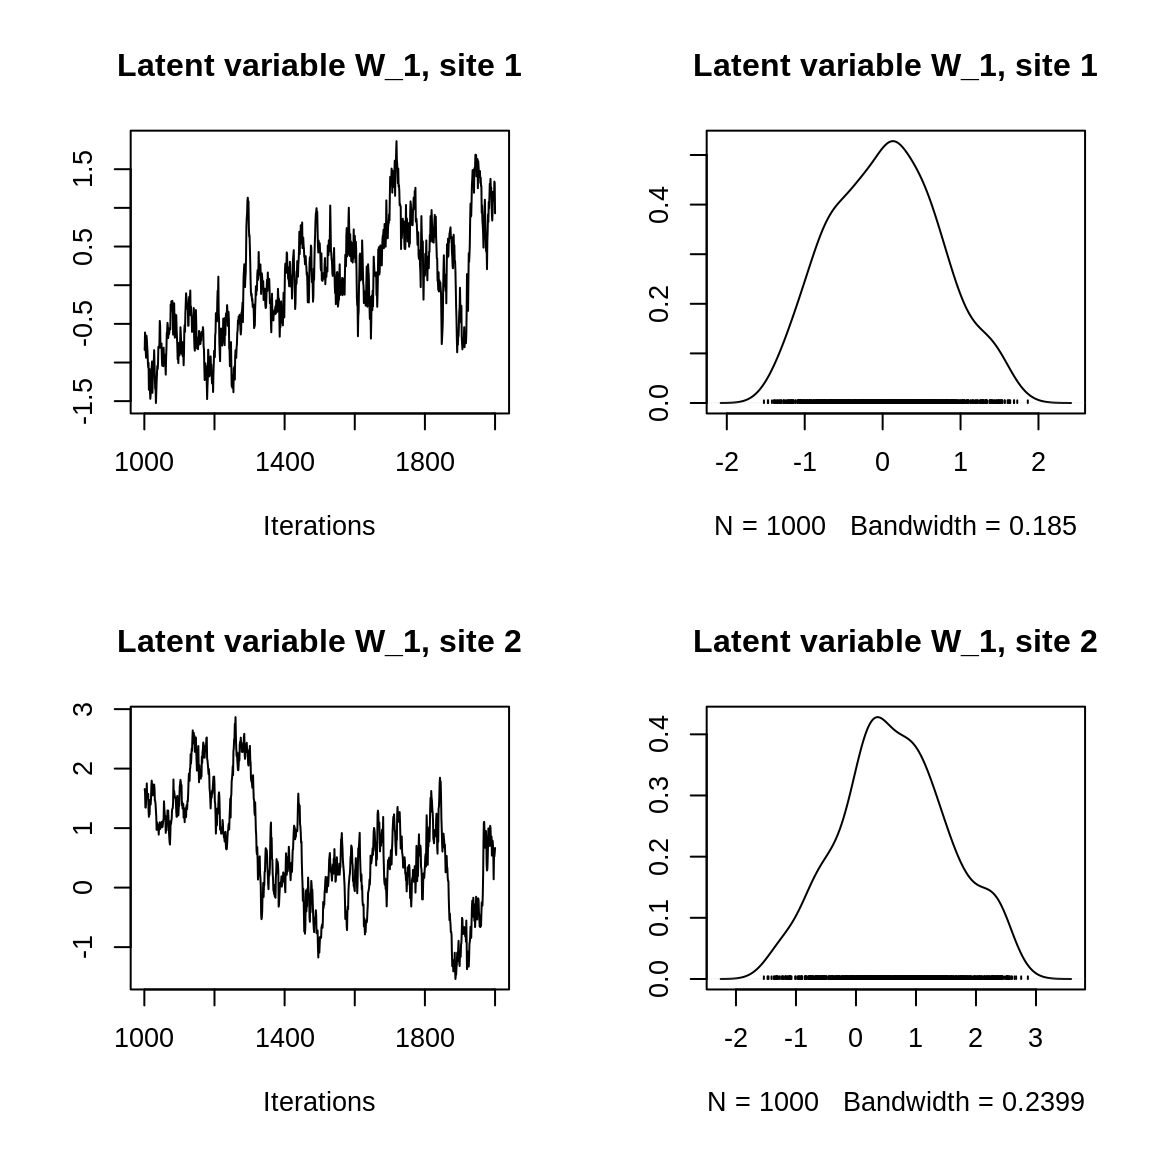 Latent variable W_1, site 1
1.5
0.5
-0.5
-1.5
1000 1400 1800
Iterations
Latent variable W_1, site 1
0.4
0.2
0.0
-2 -1 0 1 2
N = 1000 Bandwidth = 0.185
Latent variable W_1, site 2
3
2
1
0
-1
1000 1400 1800
Iterations
Latent variable W_1, site 2
0.4
0.3
0.2
0.1
0.0
-2 -1 0 1 2 3
N = 1000 Bandwidth = 0.2399